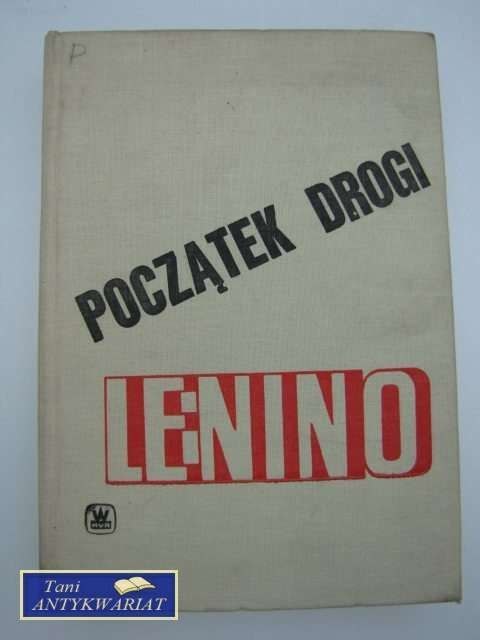 P
POCZĄTEK DROGI
LENINO
W
Tani
ANTYKWARIAT